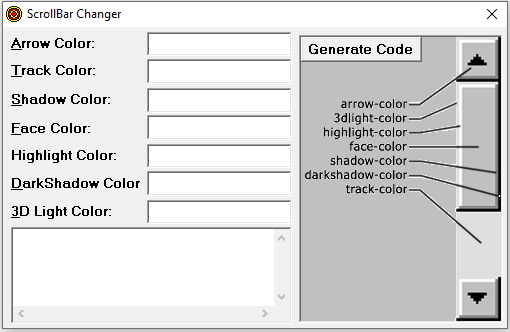 ScrollBar Changer
Arrow Color:
Track Color:
Shadow Color:
Face Color:
Highlight Color:
DarkShadow Color
3D Light Color:
Generate Code
arrow-color
3dlight-color
highlight-color
face-color
shadow-color
darkshadow-color
track-color